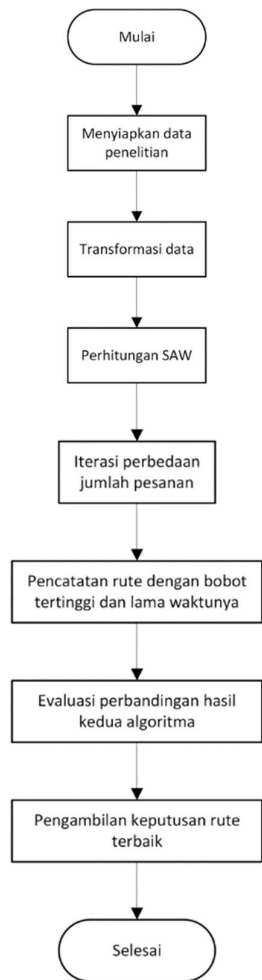 Mulai
Menyiapkan data
penelitian
Transformasi data
Perhitungan SAW
Iterasi perbedaan
jumlah pesanan
Pencatatan rute dengan bobot
tertinggi dan lama waktunya
Evaluasi perbandingan hasil
kedua algoritma
Pengambilan keputusan rute
terbaik
Selesai